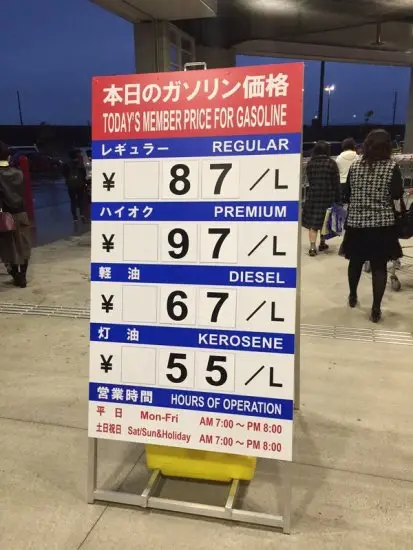 本日のガソリン価格
TODAY'S MEMBER PRICE FOR GASOLINE
レギュラー REGULAR
¥ 87/L
ハイオク PREMIUM
¥ 97/L
軽油 DIESEL
¥ 67/L
灯油 KEROSENE
¥ 55/L
営業時間 HOURS OF OPERATION
平日 Mon-Fri AM 7:00～PM 8:00
土日祝日 Sat/Sun&Holiday AM 7:00～PM 8:00